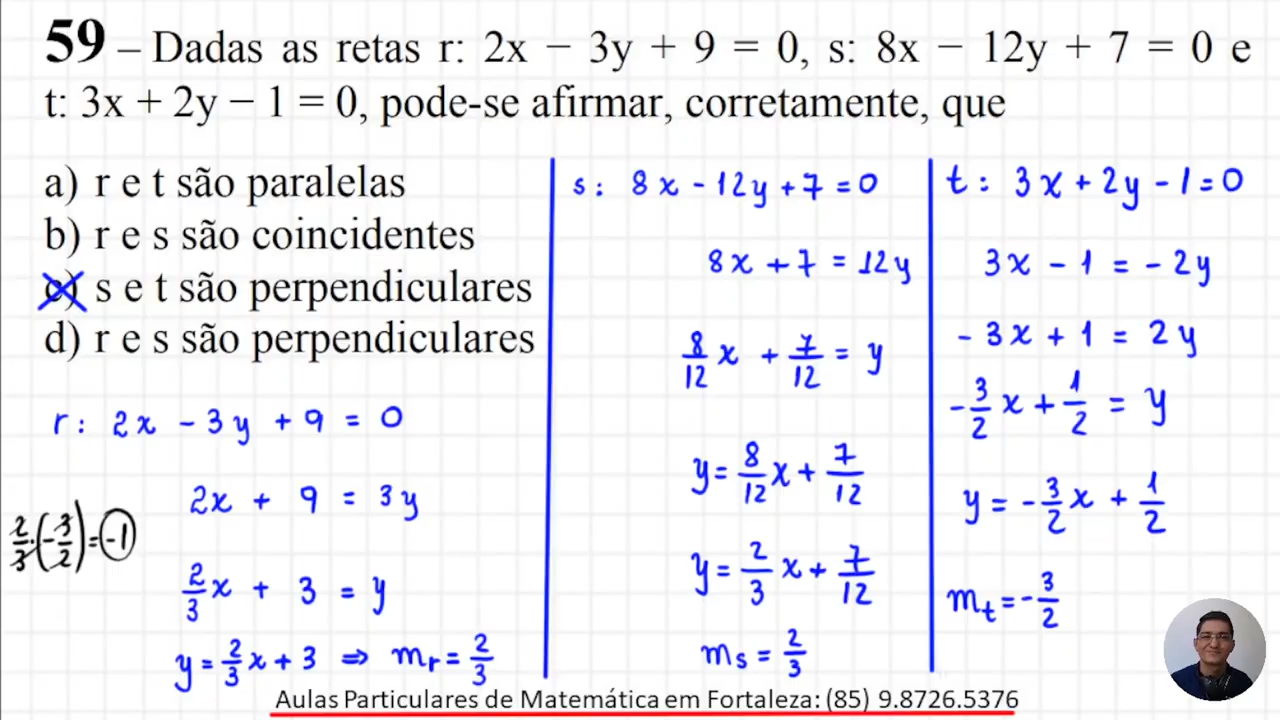 59 – Dadas as retas r: 2x − 3y + 9 = 0, s: 8x − 12y + 7 = 0 e
t: 3x + 2y − 1 = 0, pode-se afirmar, corretamente, que
a) r e t são paralelas
b) r e s são coincidentes
c) s e t são perpendiculares
d) r e s são perpendiculares
r: 2x - 3y + 9 = 0
2x + 9 = 3y
2/3 x + 3 = y
y = 2/3 x + 3 ⇒ mr = 2/3
2/3 · (-3/2) = -1
s: 8x - 12y + 7 = 0
8x + 7 = 12y
8/12 x + 7/12 = y
y = 8/12 x + 7/12
y = 2/3 x + 7/12
ms = 2/3
t: 3x + 2y - 1 = 0
3x - 1 = -2y
-3x + 1 = 2y
-3/2 x + 1/2 = y
y = -3/2 x + 1/2
mt = -3/2
Aulas Particulares de Matemática em Fortaleza: (85) 9.8726.5376